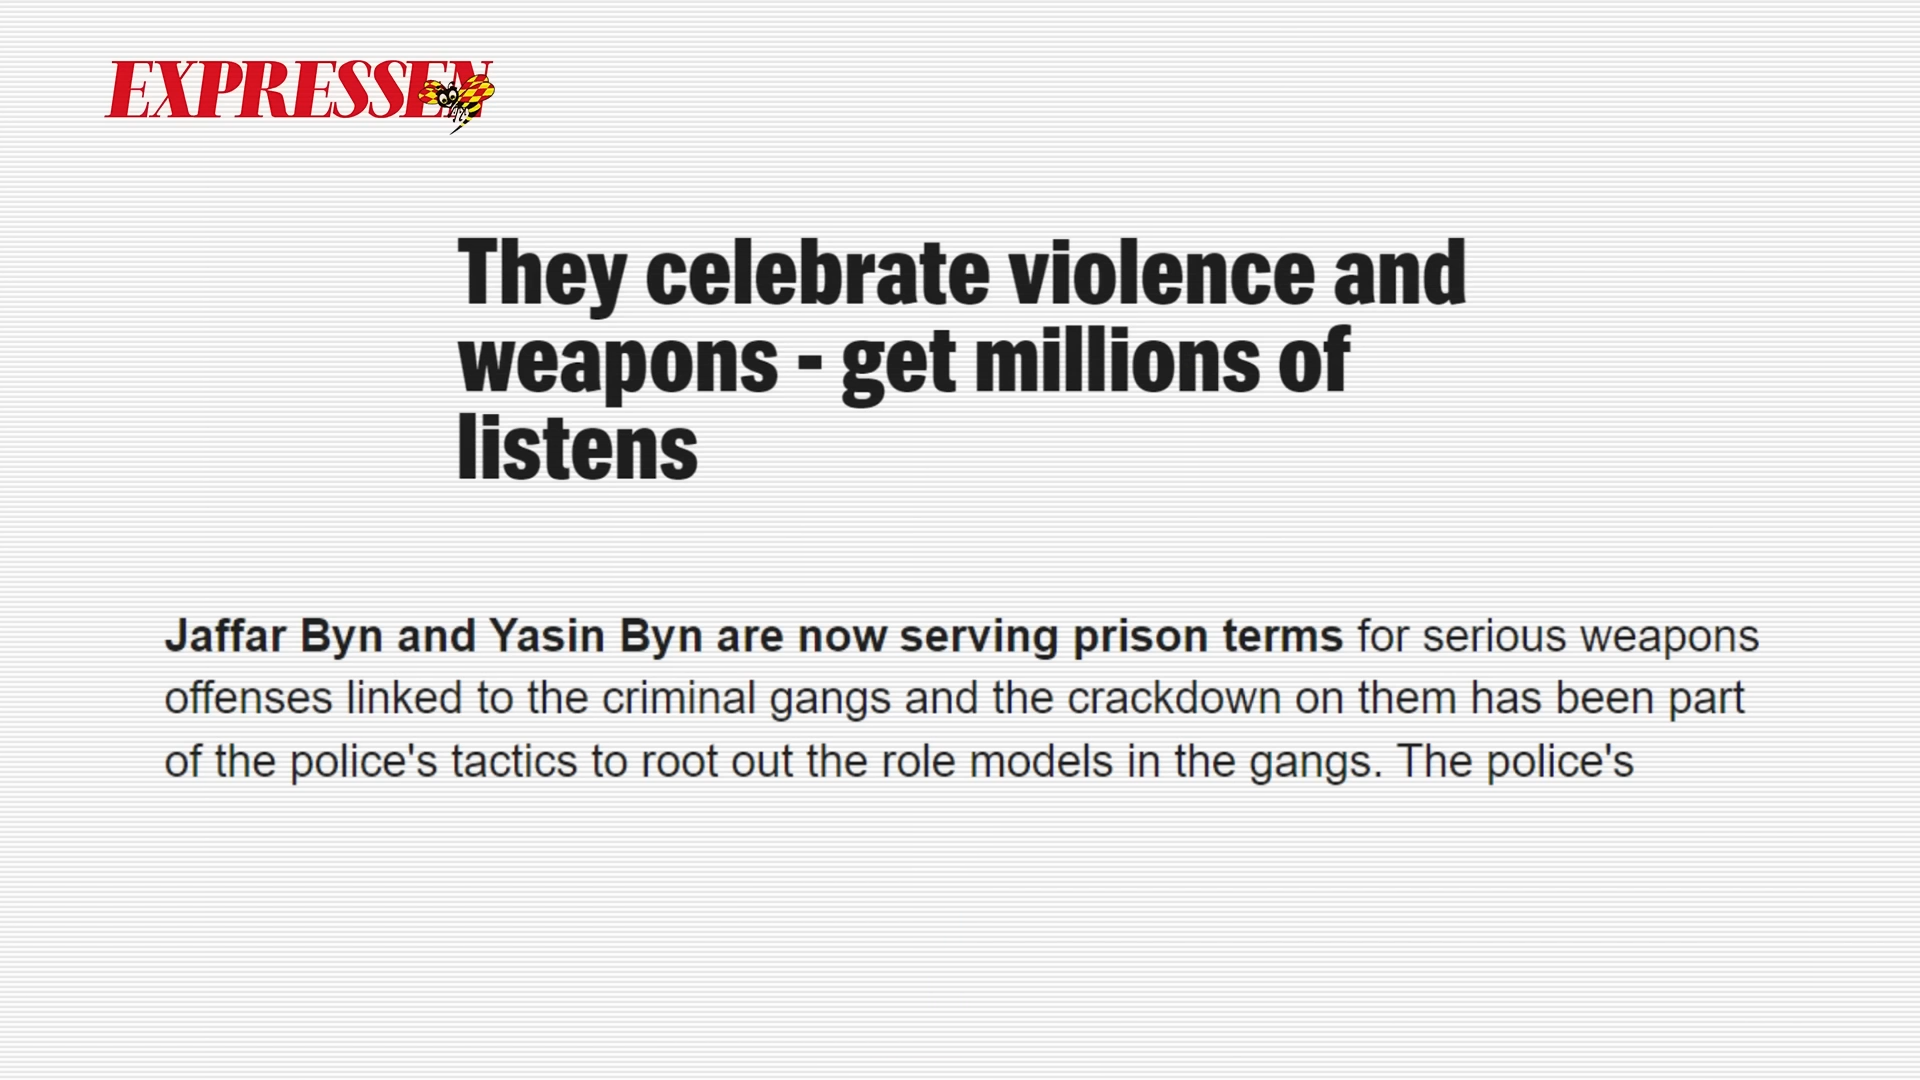 EXPRESSEN
They celebrate violence and
weapons - get millions of
listens
Jaffar Byn and Yasin Byn are now serving prison terms for serious weapons
offenses linked to the criminal gangs and the crackdown on them has been part
of the police's tactics to root out the role models in the gangs. The police's